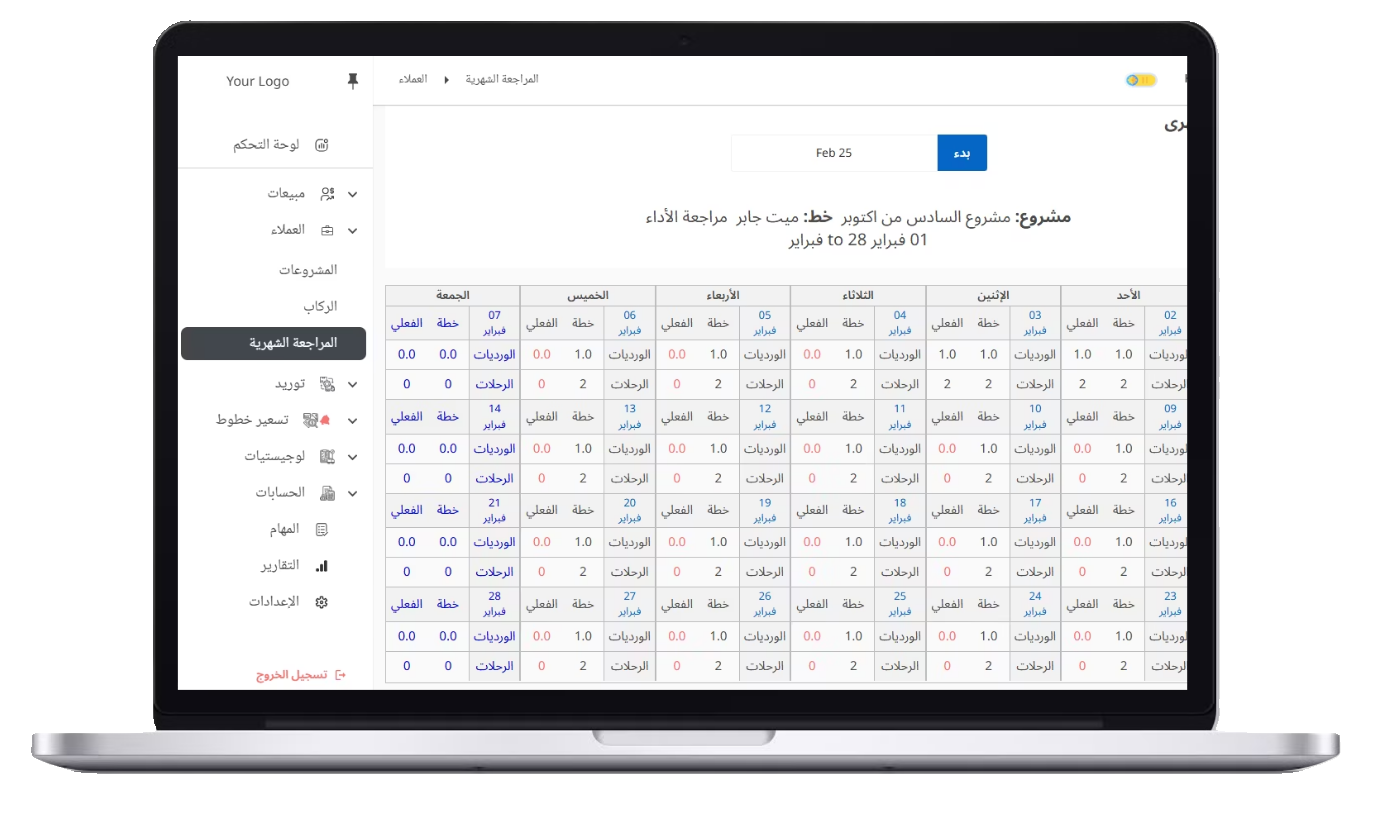 Your Logo
العملاء
المراجعة الشهرية
لوحة التحكم
مبيعات
العملاء
المشروعات
الركاب
المراجعة الشهرية
توريد
تسعير خطوط
لوجيستيات
الحسابات
المهام
التقارير
الإعدادات
تسجيل الخروج
بدء Feb 25
مشروع: مشروع السادس من اكتوبر خط: ميت جابر مراجعة الأداء
01 فبراير to 28 فبراير
الأحد الإثنين الثلاثاء الأربعاء الخميس الجمعة
02 فبراير خطة الفعلي 03 فبراير خطة الفعلي 04 فبراير خطة الفعلي 05 فبراير خطة الفعلي 06 فبراير خطة الفعلي 07 فبراير خطة الفعلي
الورديات 1.0 1.0 الورديات 1.0 1.0 الورديات 1.0 0.0 الورديات 1.0 0.0 الورديات 1.0 0.0 الورديات 0.0 0.0
الرحلات 2 2 الرحلات 2 2 الرحلات 2 0 الرحلات 2 0 الرحلات 2 0 الرحلات 0 0
09 فبراير خطة الفعلي 10 فبراير خطة الفعلي 11 فبراير خطة الفعلي 12 فبراير خطة الفعلي 13 فبراير خطة الفعلي 14 فبراير خطة الفعلي
الورديات 1.0 0.0 الورديات 1.0 0.0 الورديات 1.0 0.0 الورديات 1.0 0.0 الورديات 1.0 0.0 الورديات 0.0 0.0
الرحلات 2 0 الرحلات 2 0 الرحلات 2 0 الرحلات 2 0 الرحلات 2 0 الرحلات 0 0
16 فبراير خطة الفعلي 17 فبراير خطة الفعلي 18 فبراير خطة الفعلي 19 فبراير خطة الفعلي 20 فبراير خطة الفعلي 21 فبراير خطة الفعلي
الورديات 1.0 0.0 الورديات 1.0 0.0 الورديات 1.0 0.0 الورديات 1.0 0.0 الورديات 1.0 0.0 الورديات 0.0 0.0
الرحلات 2 0 الرحلات 2 0 الرحلات 2 0 الرحلات 2 0 الرحلات 2 0 الرحلات 0 0
23 فبراير خطة الفعلي 24 فبراير خطة الفعلي 25 فبراير خطة الفعلي 26 فبراير خطة الفعلي 27 فبراير خطة الفعلي 28 فبراير خطة الفعلي
الورديات 1.0 0.0 الورديات 1.0 0.0 الورديات 1.0 0.0 الورديات 1.0 0.0 الورديات 1.0 0.0 الورديات 0.0 0.0
الرحلات 2 0 الرحلات 2 0 الرحلات 2 0 الرحلات 2 0 الرحلات 2 0 الرحلات 0 0